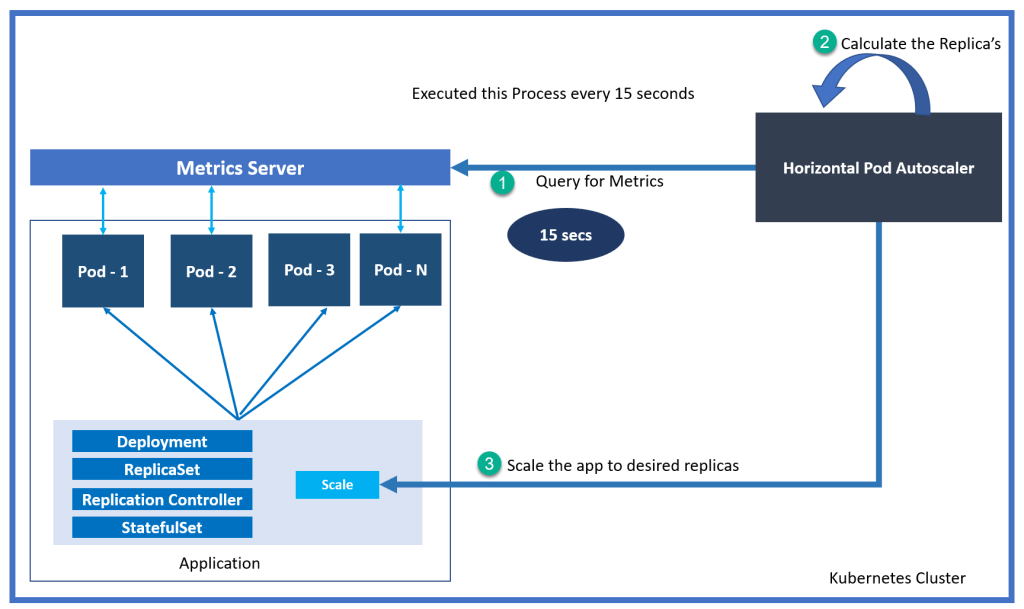 2 Calculate the Replica's
Executed this Process every 15 seconds
Metrics Server
Horizontal Pod Autoscaler
1 Query for Metrics
15 secs
Pod - 1
Pod - 2
Pod - 3
Pod - N
Deployment
ReplicaSet
Replication Controller
StatefulSet
Scale
3 Scale the app to desired replicas
Application
Kubernetes Cluster